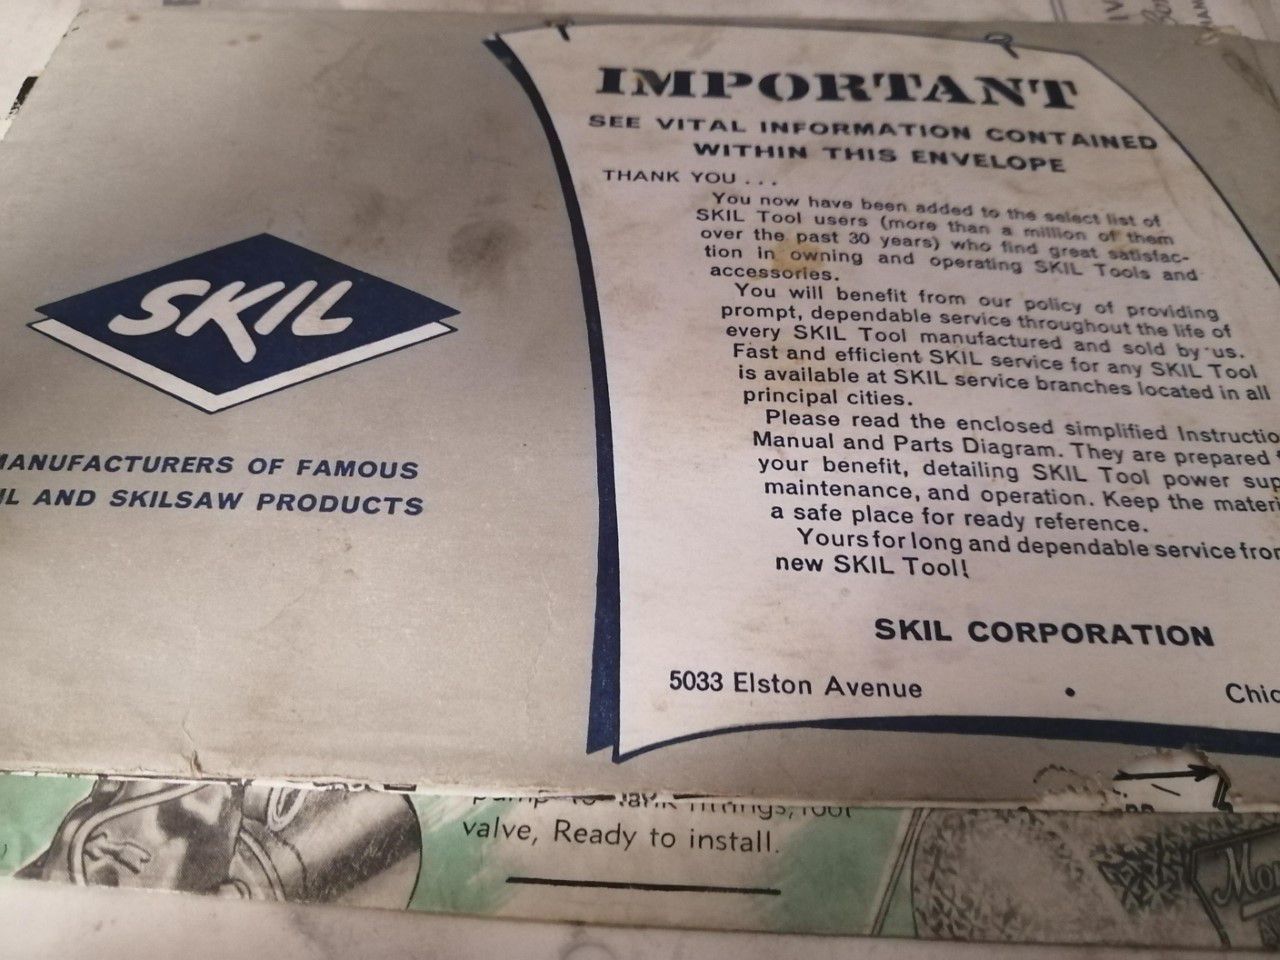 SKIL
MANUFACTURERS OF FAMOUS
IL AND SKILSAW PRODUCTS
IMPORTANT
SEE VITAL INFORMATION CONTAINED
WITHIN THIS ENVELOPE
THANK YOU...
You now have been added to the select list of
SKIL Tool users (more than a million of them
over the past 30 years) who find great satisfac-
tion in owning and operating SKIL Tools and
accessories.
You will benefit from our policy of providing
prompt, dependable service throughout the life of
every SKIL Tool manufactured and sold by us.
Fast and efficient SKIL service for any SKIL Tool
is available at SKIL service branches located in all
principal cities.
Please read the enclosed simplified Instructio
Manual and Parts Diagram. They are prepared
your benefit, detailing SKIL Tool power sup
maintenance, and operation. Keep the materi
a safe place for ready reference.
Yours for long and dependable service from
new SKIL Tool!
SKIL CORPORATION
5033 Elston Avenue • Chic
valve, Ready to install.